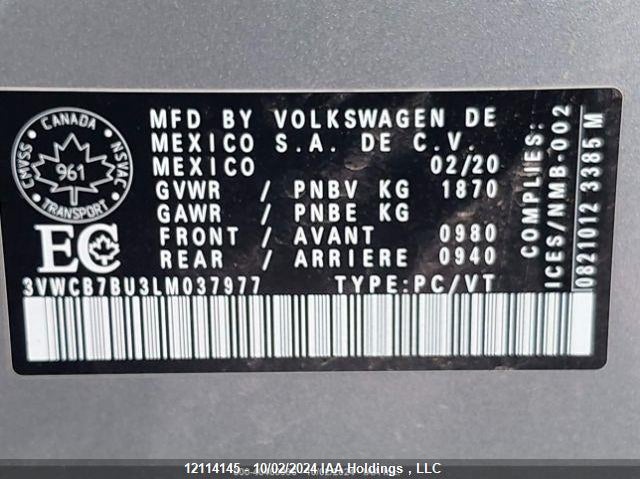 CANADA
CMVSS
961
NSVAC
TRANSPORT
EC
MFD BY VOLKSWAGEN DE
MEXICO S.A. DE C.V.
MEXICO 02/20
GVWR / PNBV KG 1870
GAWR / PNBE KG
FRONT / AVANT 0980
REAR / ARRIERE 0940
3VWCB7BU3LM037977 TYPE:PC/VT
COMPLIES:
ICES/NMB-002
0821012 3385 M
12114145 - 10/02/2024 IAA Holdings , LLC